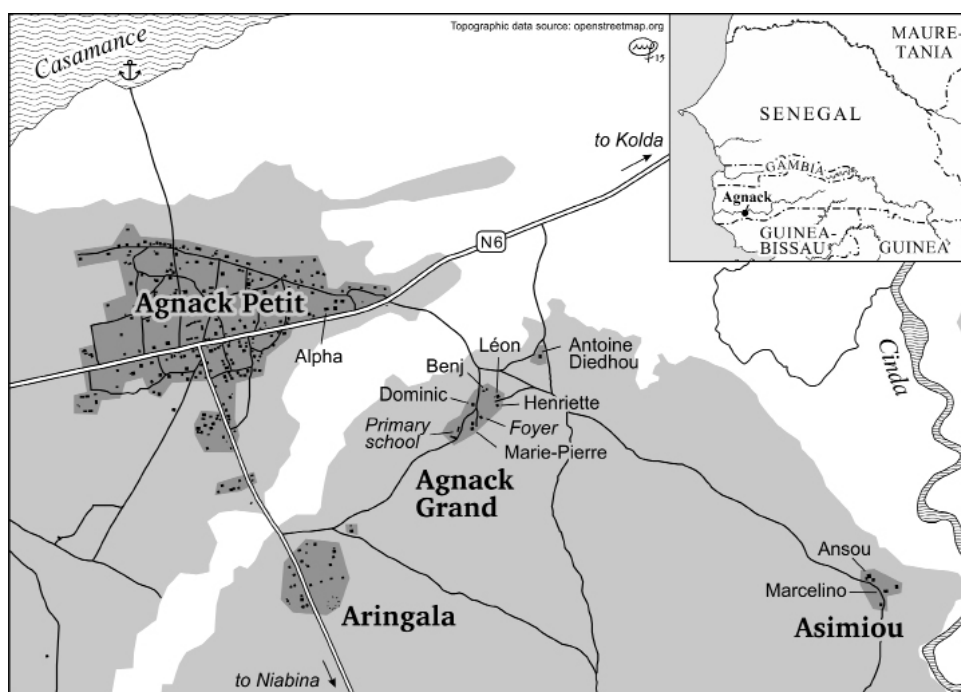 Topographic data source: openstreetmap.org
Casamance
to Kolda
N6
MAURE-
TANIA
SENEGAL
GAMBIA
Agnack
GUINEA-
BISSAU
GUINEA
Agnack Petit
Alpha
Léon
Antoine
Diedhou
Benj
Dominic
Henriette
Primary
school
Foyer
Marie-Pierre
Agnack
Grand
Cinda
Ansou
Marcelino
Asimiou
Aringala
to Niabina